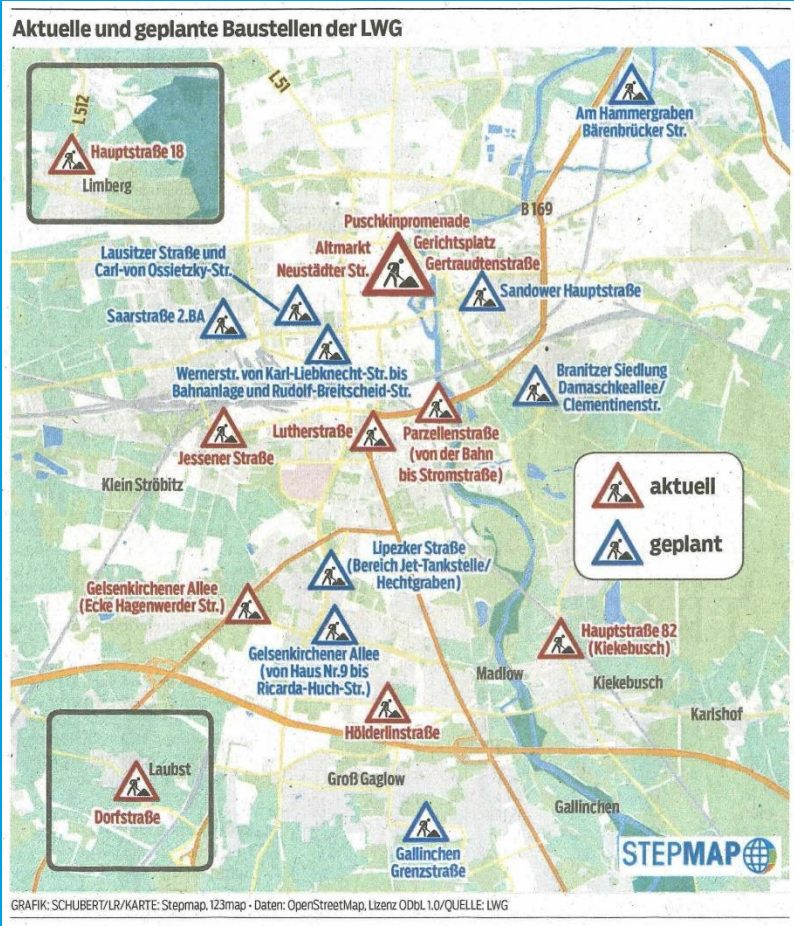 Aktuelle und geplante Baustellen der LWG
L 512
Hauptstraße 18
Limberg
L51
Am Hammergraben
Bärenbrücker Str.
B 169
Puschkinpromenade
Altmarkt
Gerichtsplatz
Neustädter Str.
Gertraudtenstraße
Lausitzer Straße und
Carl-von Ossietzky-Str.
Sandower Hauptstraße
Saarstraße 2.BA
Wernerstr. von Karl-Liebknecht-Str. bis
Bahnanlage und Rudolf-Breitscheid-Str.
Branitzer Siedlung
Damaschkeallee/
Clementinenstr.
Jessener Straße
Lutherstraße
Parzellenstraße
(von der Bahn
bis Stromstraße)
Klein Ströbitz
aktuell
geplant
Lipezker Straße
(Bereich Jet-Tankstelle/
Hechtgraben)
Gelsenkirchener Allee
(Ecke Hagenwerder Str.)
Gelsenkirchener Allee
(von Haus Nr.9 bis
Ricarda-Huch-Str.)
Hauptstraße 82
(Kiekebusch)
Madlow
Kiekebusch
Karlshof
Hölderlinstraße
Laubst
Dorfstraße
Groß Gaglow
Gallinchen
Gallinchen
Grenzstraße
STEPMAP
GRAFIK: SCHUBERT/LR/KARTE: Stepmap, 123map • Daten: OpenStreetMap, Lizenz ODbL 1.0/QUELLE: LWG